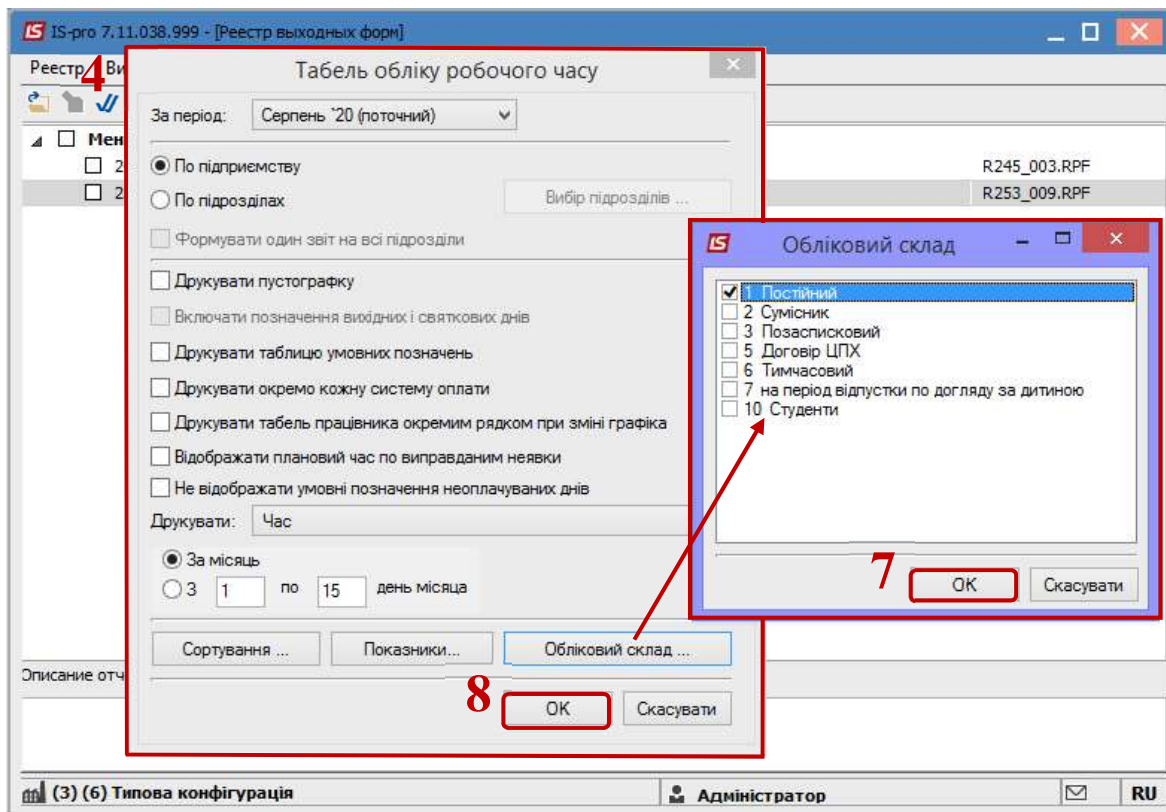 IS-pro 7.11.038.999 - [Реестр выходных форм]
Реестр Ви
4
Мен
2
R245_003.RPF
2
R253_009.RPF
Табель обліку робочого часу
За період: Серпень `20 (поточний)
По підприємству
По підрозділах
Вибір підрозділів ...
Формувати один звіт на всі підрозділи
Друкувати пустографку
Включати позначення вихідних і святкових днів
Друкувати таблицю умовних позначень
Друкувати окремо кожну систему оплати
Друкувати табель працівника окремим рядком при зміні графіка
Відображати плановий час по виправданим неявки
Не відображати умовні позначення неоплачуваних днів
Друкувати: Час
За місяць
З 1 по 15 день місяця
Сортування ... Показники... Обліковий склад ...
8
OK Скасувати
Обліковий склад
1 Постійний
2 Сумісник
3 Позасписковий
5 Договір ЦПХ
6 Тимчасовий
7 на період відпустки по догляду за дитиною
10 Студенти
7
OK Скасувати
Описание отч
(3) (6) Типова конфігурація Адміністратор RU